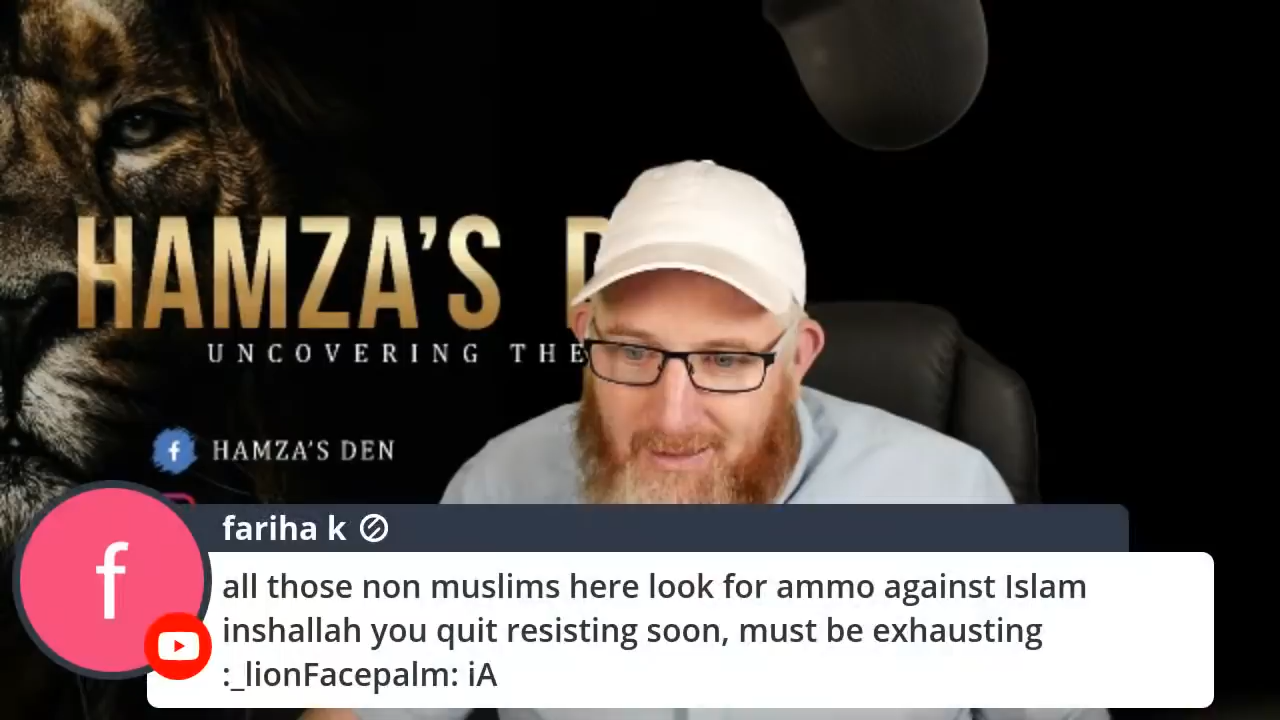 HAMZA'S D
UNCOVERING THE
f HAMZA'S DEN
f
fariha k
all those non muslims here look for ammo against Islam
inshallah you quit resisting soon, must be exhausting
:_lionFacepalm: iA